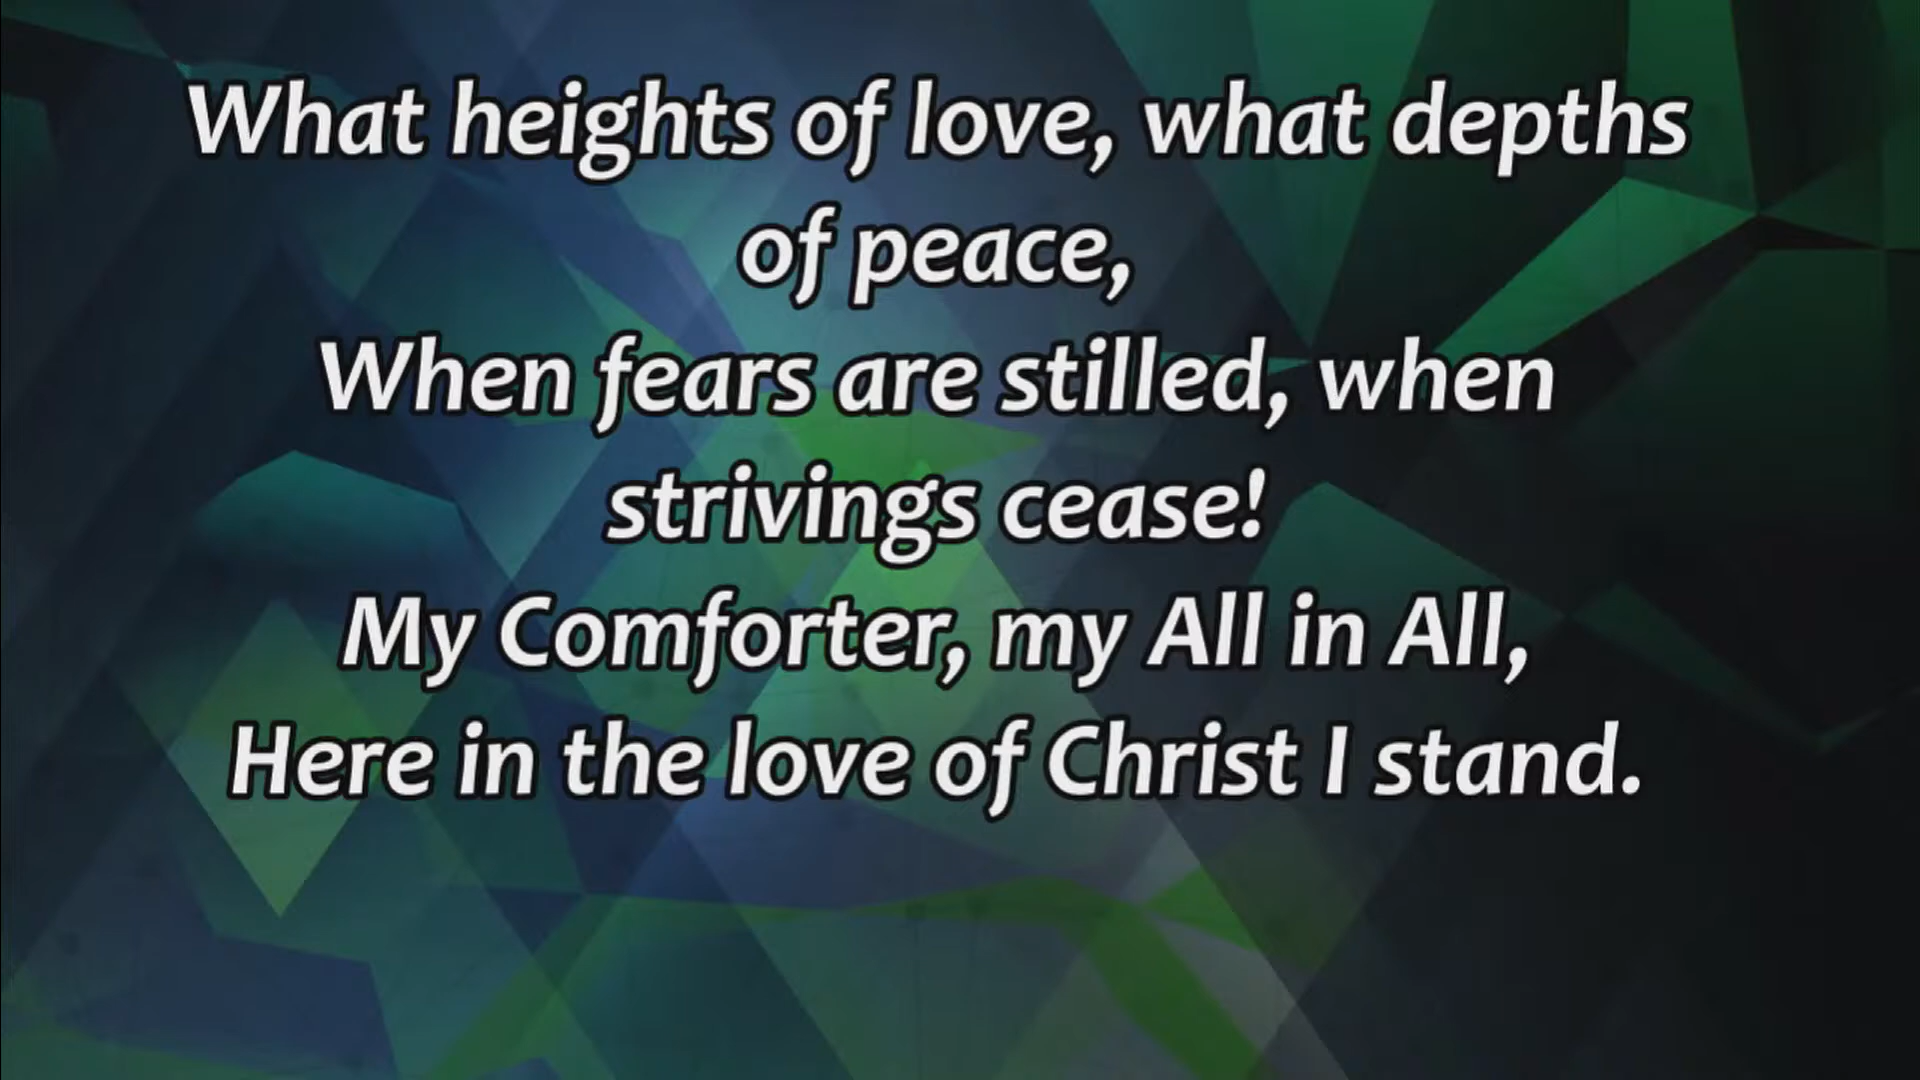 What heights of love, what depths
of peace,
When fears are stilled, when
strivings cease!
My Comforter, my All in All,
Here in the love of Christ I stand.